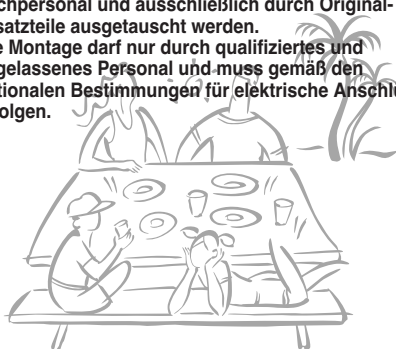 chpersonal und ausschließlich durch Original-
satzteile ausgetauscht werden.
e Montage darf nur durch qualifiziertes und
gelassenes Personal und muss gemäß den
tionalen Bestimmungen für elektrische Anschlü
olgen.